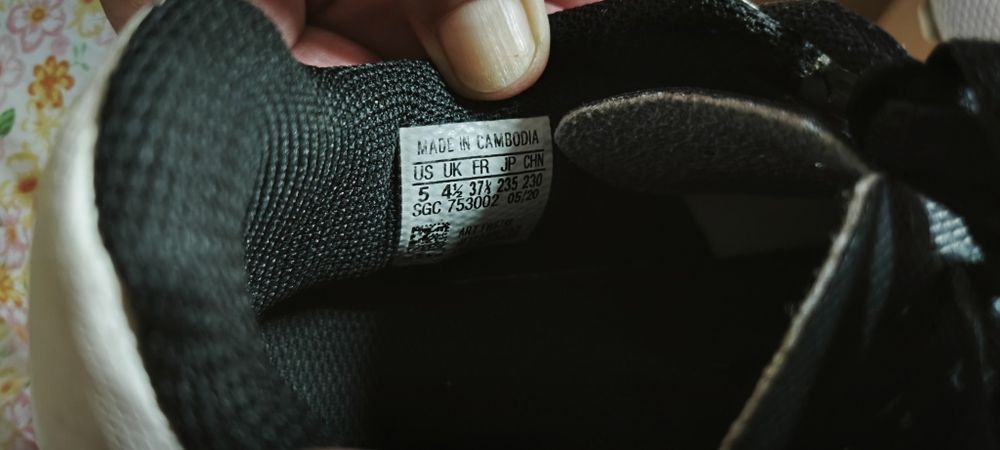 MADE IN CAMBODIA
US UK FR JP CHN
5 4½ 37⅓ 235 230
SGC 753002 05/20
ART